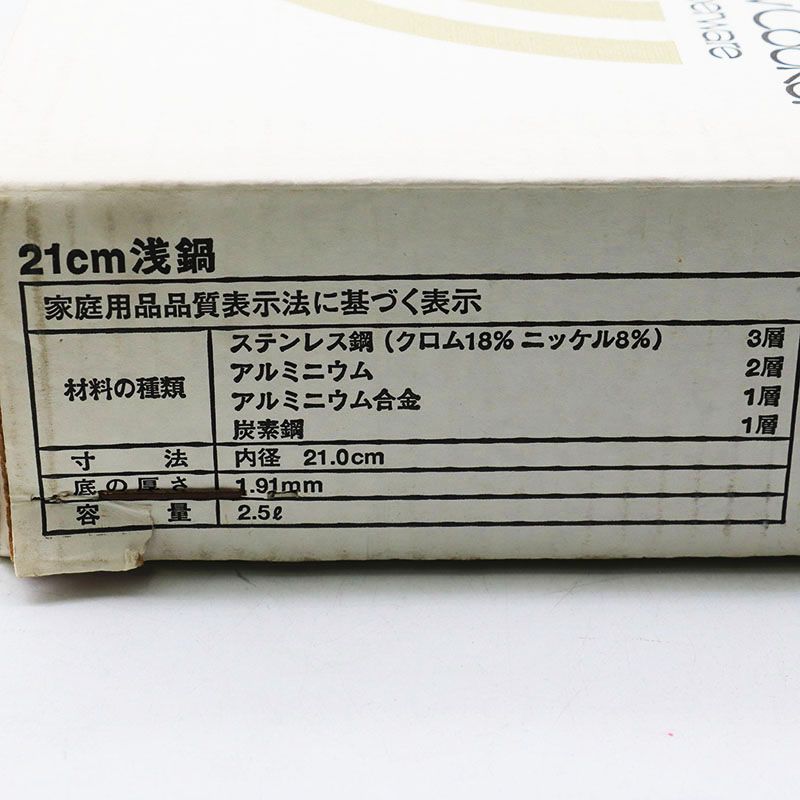 21cm浅鍋
家庭用品品質表示法に基づく表示
材料の種類
ステンレス鋼（クロム18% ニッケル8%） 3層
アルミニウム 2層
アルミニウム合金 1層
炭素鋼 1層
寸 法 内径 21.0cm
底の厚さ 1.91mm
容 量 2.5ℓ